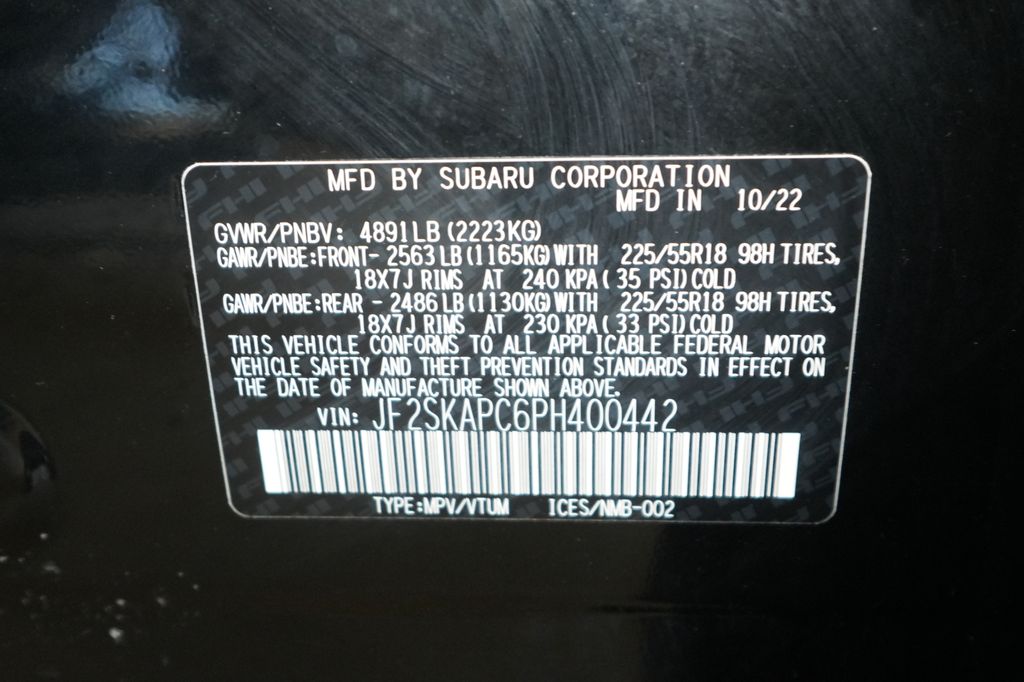 MFD BY SUBARU CORPORATION
MFD IN 10/22
GVWR/PNBV: 4891LB (2223KG)
GAWR/PNBE:FRONT- 2563LB (1165KG) WITH 225/55R18 98H TIRES,
18X7J RIMS AT 240 KPA ( 35 PSI) COLD
GAWR/PNBE:REAR - 2486LB (1130KG) WITH 225/55R18 98H TIRES,
18X7J RIMS AT 230 KPA ( 33 PSI) COLD
THIS VEHICLE CONFORMS TO ALL APPLICABLE FEDERAL MOTOR
VEHICLE SAFETY AND THEFT PREVENTION STANDARDS IN EFFECT ON
THE DATE OF MANUFACTURE SHOWN ABOVE.
VIN: JF2SKAPC6PH400442
TYPE:MPV/VTUM ICES/NMB-002